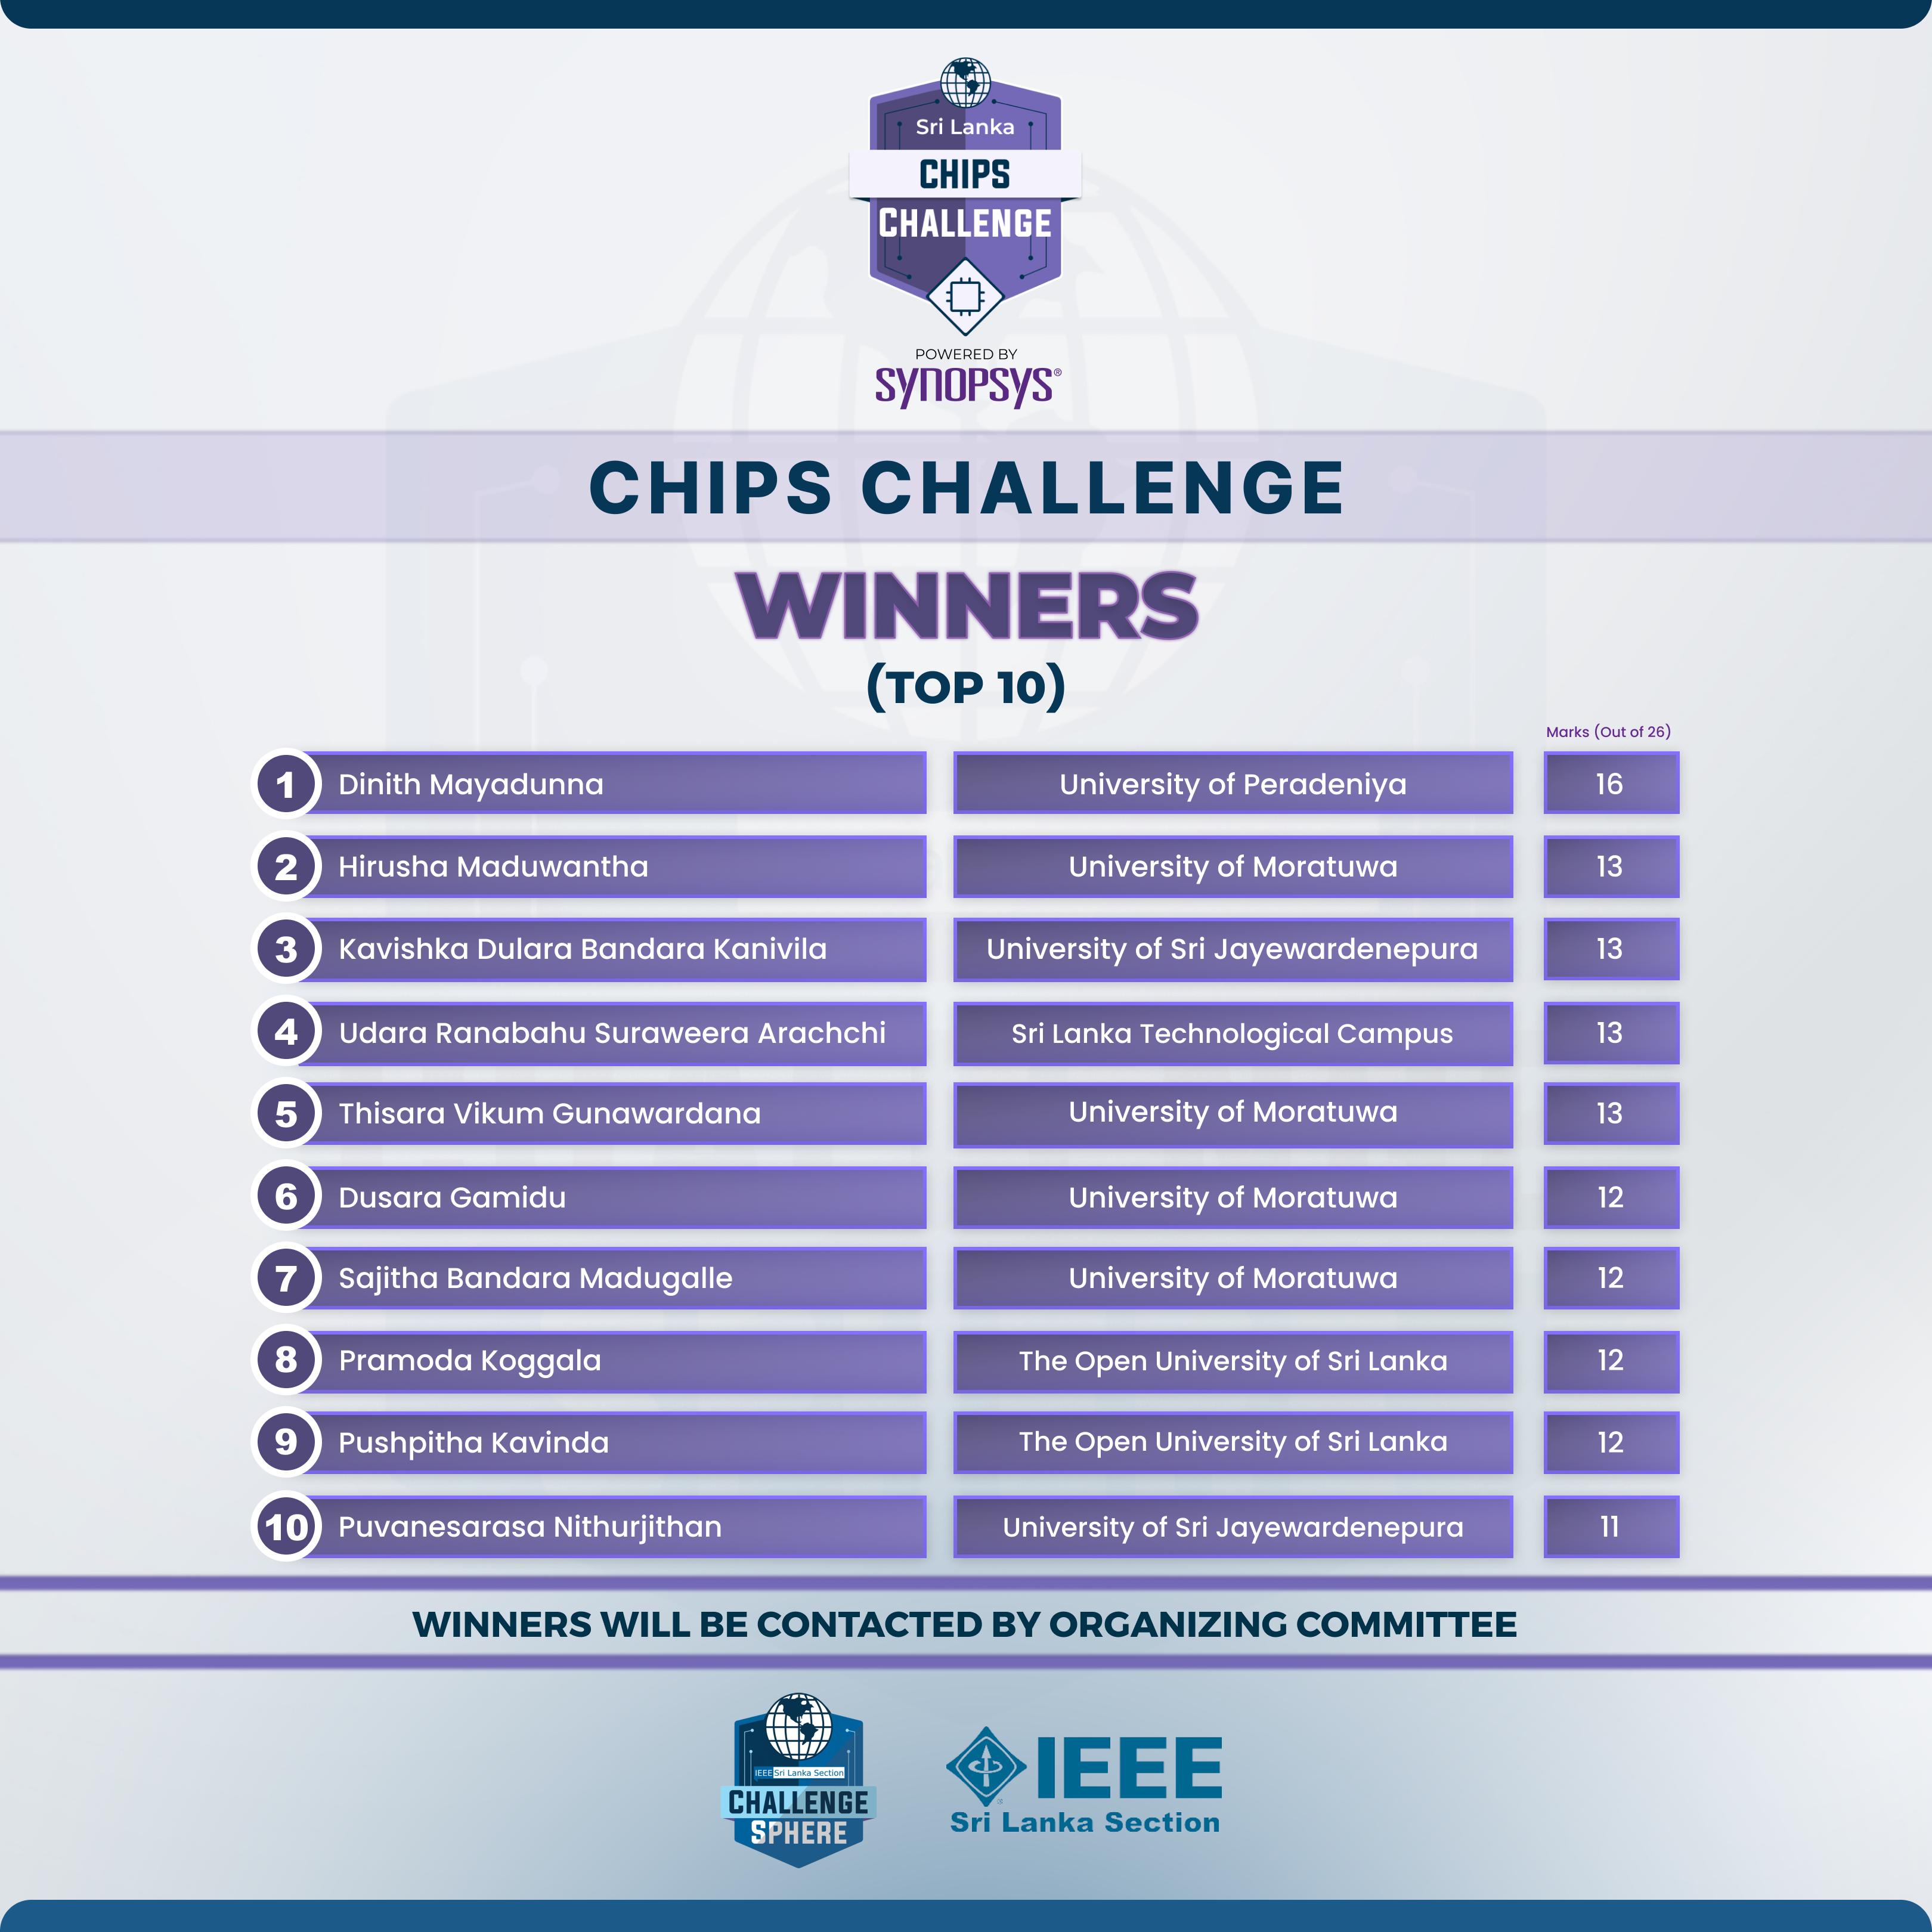 Sri Lanka
CHIPS
CHALLENGE
POWERED BY
SYNOPSYS®
CHIPS CHALLENGE
WINNERS
(TOP 10)
Marks (Out of 26)
1 Dinith Mayadunna University of Peradeniya 16
2 Hirusha Maduwantha University of Moratuwa 13
3 Kavishka Dulara Bandara Kanivila University of Sri Jayewardenepura 13
4 Udara Ranabahu Suraweera Arachchi Sri Lanka Technological Campus 13
5 Thisara Vikum Gunawardana University of Moratuwa 13
6 Dusara Gamidu University of Moratuwa 12
7 Sajitha Bandara Madugalle University of Moratuwa 12
8 Pramoda Koggala The Open University of Sri Lanka 12
9 Pushpitha Kavinda The Open University of Sri Lanka 12
10 Puvanesarasa Nithurjithan University of Sri Jayewardenepura 11
WINNERS WILL BE CONTACTED BY ORGANIZING COMMITTEE
IEEE Sri Lanka Section
CHALLENGE
SPHERE
IEEE
Sri Lanka Section